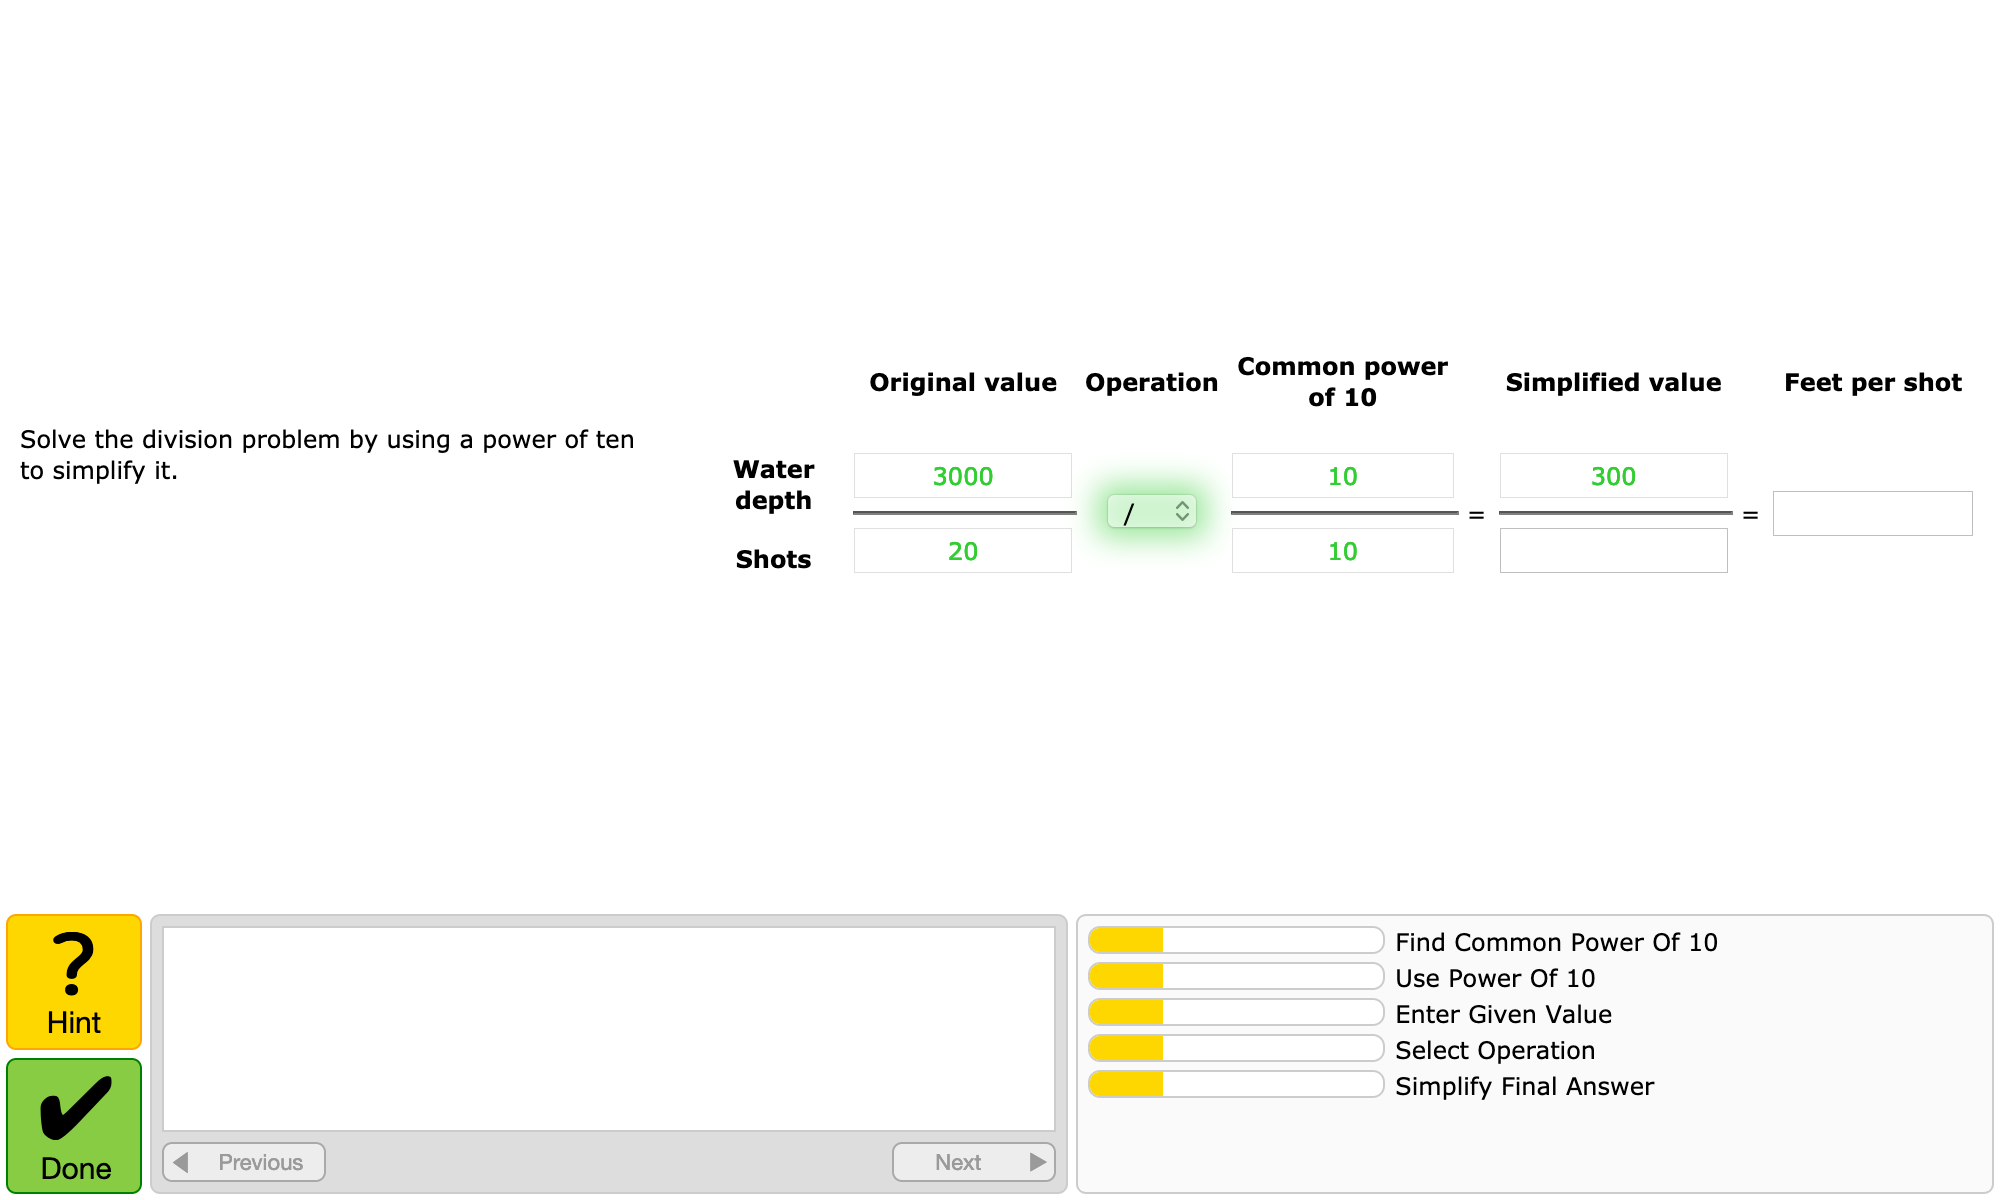 Solve the division problem by using a power of ten
to simplify it.
Original value
Operation
Common power
of 10
Simplified value
Feet per shot
Water
depth
3000
/
10
=
300
=
Shots
20
10
?
Hint
Done
Previous
Next
Find Common Power Of 10
Use Power Of 10
Enter Given Value
Select Operation
Simplify Final Answer